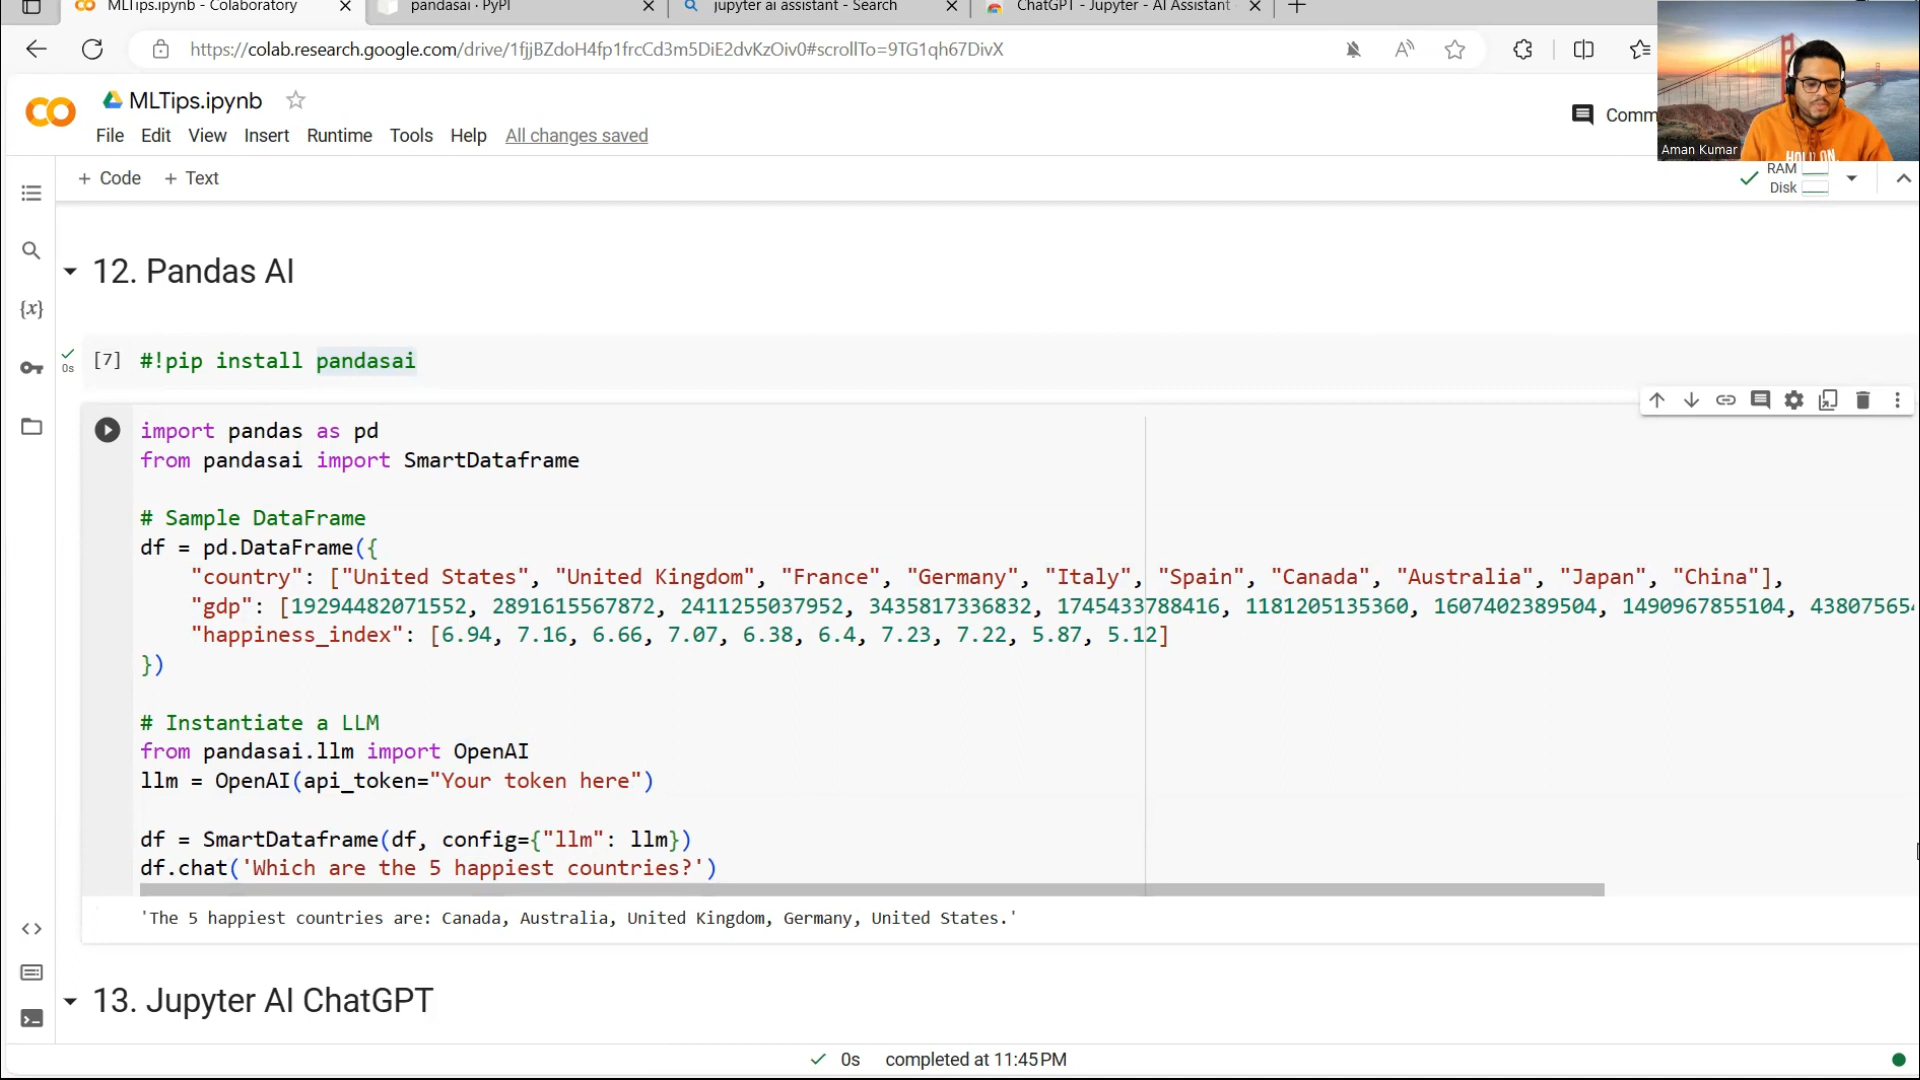 MLTips.ipynb - Colaboratory
pandasai · PyPI
jupyter ai assistant - Search
ChatGPT - Jupyter - AI Assistant
https://colab.research.google.com/drive/1fjjBZdoH4fp1frcCd3m5DiE2dvKzOiv0#scrollTo=9TG1qh67DivX
MLTips.ipynb
File Edit View Insert Runtime Tools Help All changes saved
Comm
Aman Kumar
HOLD ON
+ Code + Text
RAM
Disk
12. Pandas AI
{x}
0s
[7] #!pip install pandasai
import pandas as pd
from pandasai import SmartDataframe
# Sample DataFrame
df = pd.DataFrame({
"country": ["United States", "United Kingdom", "France", "Germany", "Italy", "Spain", "Canada", "Australia", "Japan", "China"],
"gdp": [19294482071552, 2891615567872, 2411255037952, 3435817336832, 1745433788416, 1181205135360, 1607402389504, 1490967855104, 438075654
"happiness_index": [6.94, 7.16, 6.66, 7.07, 6.38, 6.4, 7.23, 7.22, 5.87, 5.12]
})
# Instantiate a LLM
from pandasai.llm import OpenAI
llm = OpenAI(api_token="Your token here")
df = SmartDataframe(df, config={"llm": llm})
df.chat('Which are the 5 happiest countries?')
'The 5 happiest countries are: Canada, Australia, United Kingdom, Germany, United States.'
13. Jupyter AI ChatGPT
0s completed at 11:45 PM